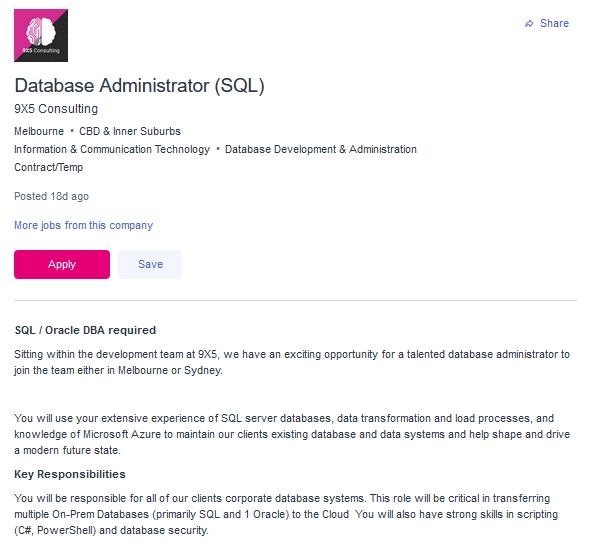 9X5 Consulting
Share
Database Administrator (SQL)
9X5 Consulting
Melbourne • CBD & Inner Suburbs
Information & Communication Technology • Database Development & Administration
Contract/Temp
Posted 18d ago
More jobs from this company
Apply
Save
SQL / Oracle DBA required
Sitting within the development team at 9X5, we have an exciting opportunity for a talented database administrator to
join the team either in Melbourne or Sydney.
You will use your extensive experience of SQL server databases, data transformation and load processes, and
knowledge of Microsoft Azure to maintain our clients existing database and data systems and help shape and drive
a modern future state.
Key Responsibilities
You will be responsible for all of our clients corporate database systems. This role will be critical in transferring
multiple On-Prem Databases (primarily SQL and 1 Oracle) to the Cloud  You will also have strong skills in scripting
(C#, PowerShell) and database security.